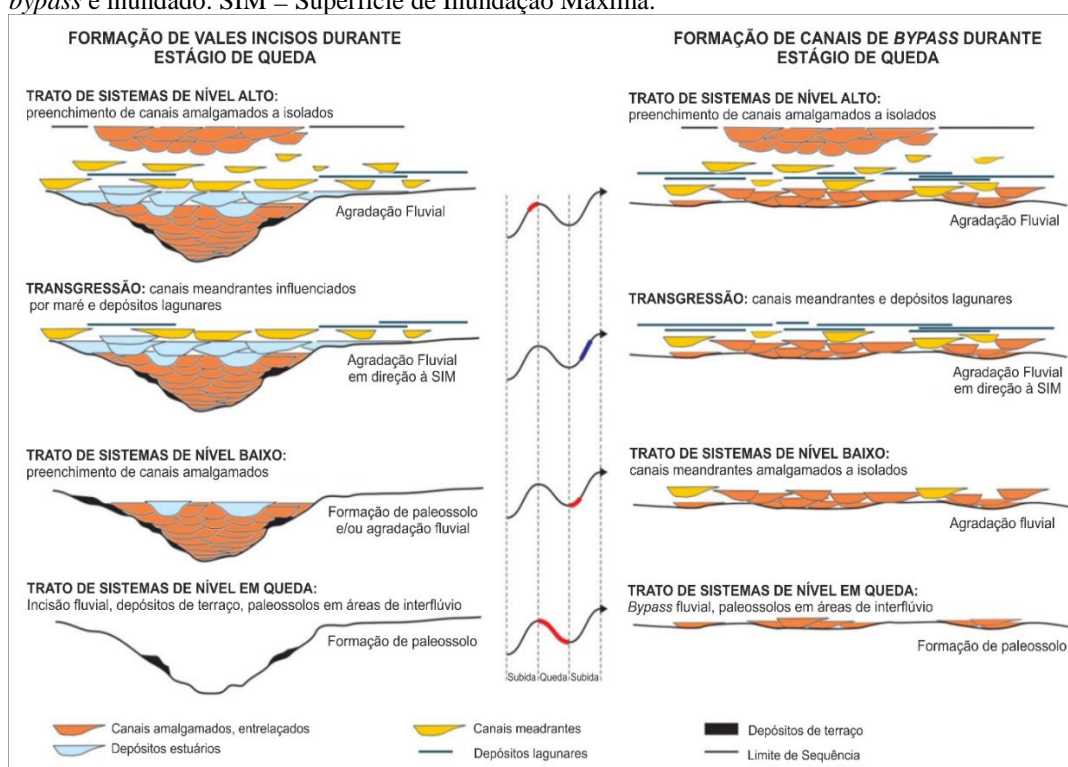 bypass é inundado. SIM = Superfície de Inundação Máxima.
FORMAÇÃO DE VALES INCISOS DURANTE
ESTÁGIO DE QUEDA
TRATO DE SISTEMAS DE NÍVEL ALTO:
preenchimento de canais amalgamados a isolados
Agradação Fluvial
TRANSGRESSÃO: canais meandrantes influenciados
por maré e depósitos lagunares
Agradação Fluvial
em direção à SIM
TRATO DE SISTEMAS DE NÍVEL BAIXO:
preenchimento de canais amalgamados
Formação de paleossolo
e/ou agradação fluvial
TRATO DE SISTEMAS DE NÍVEL EM QUEDA:
Incisão fluvial, depósitos de terraço, paleossolos em áreas de interflúvio
Formação de paleossolo
Subida Queda Subida
FORMAÇÃO DE CANAIS DE BYPASS DURANTE
ESTÁGIO DE QUEDA
TRATO DE SISTEMAS DE NÍVEL ALTO:
preenchimento de canais amalgamados a isolados
Agradação Fluvial
TRANSGRESSÃO: canais meandrantes e depósitos lagunares
Agradação Fluvial
em direção à SIM
TRATO DE SISTEMAS DE NÍVEL BAIXO:
canais meandrantes amalgamados a isolados
Agradação fluvial
TRATO DE SISTEMAS DE NÍVEL EM QUEDA:
Bypass fluvial, paleossolos em áreas de interflúvio
Formação de paleossolo
Canais amalgamados, entrelaçados
Depósitos estuários
Canais meadrantes
Depósitos lagunares
Depósitos de terraço
Limite de Sequência